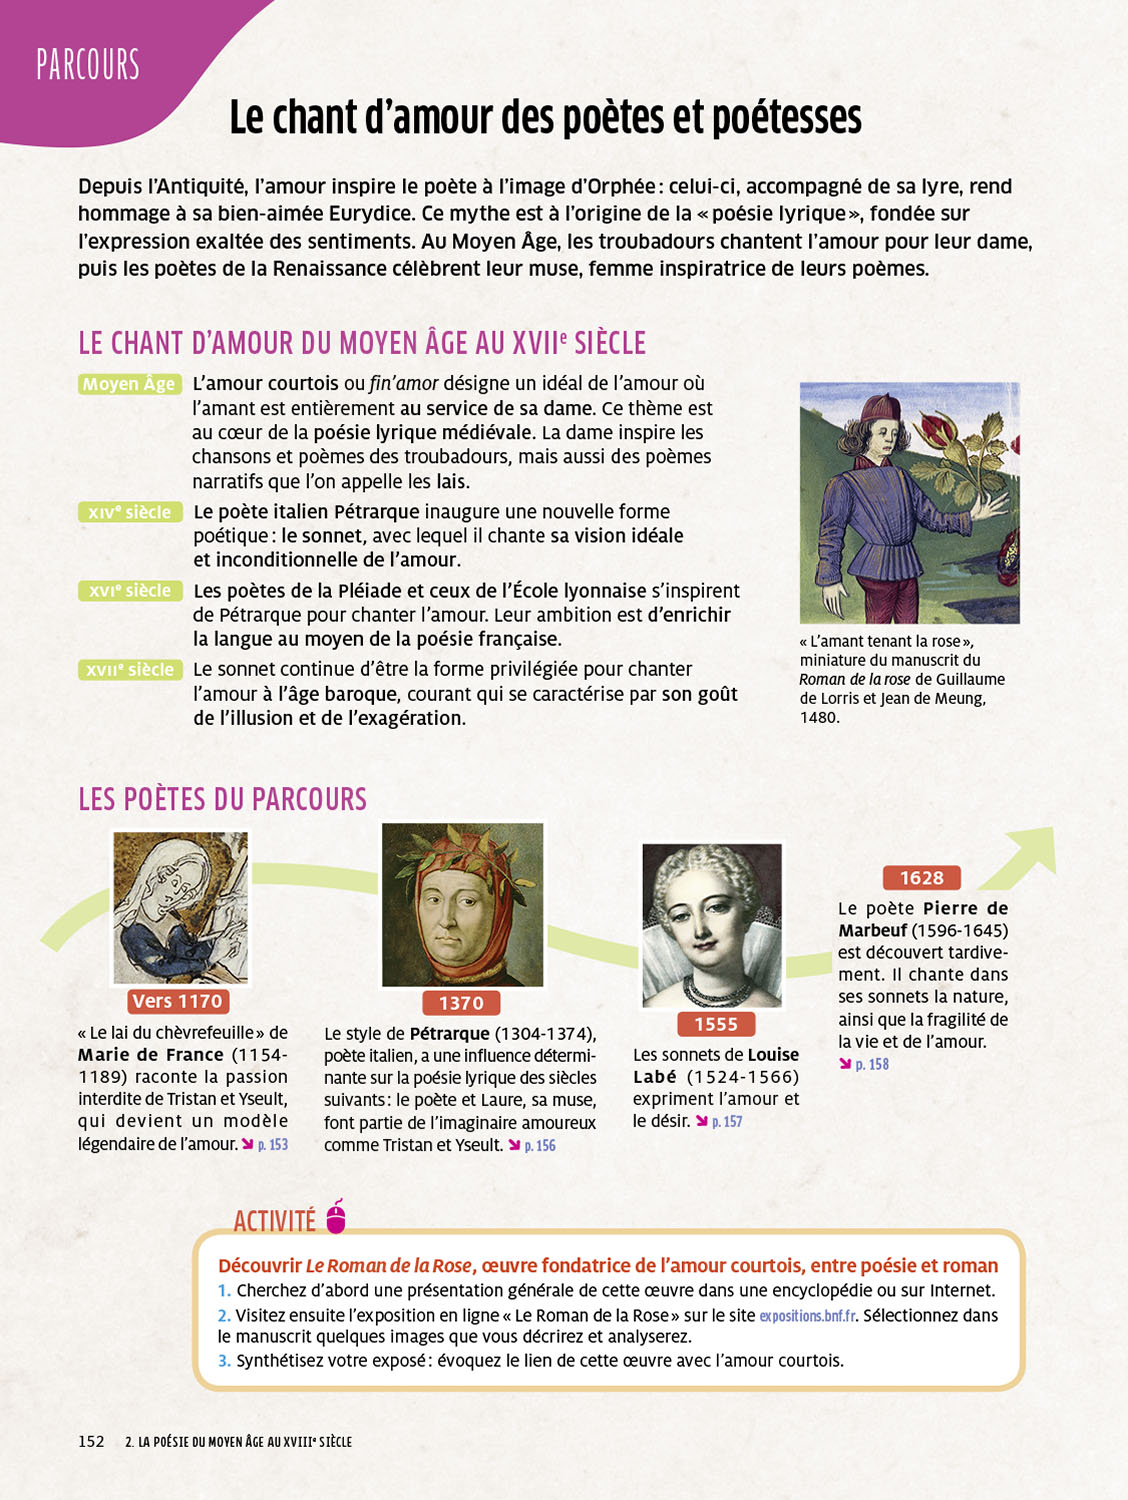 PARCOURS
Le chant d’amour des poètes et poétesses
Depuis l’Antiquité, l’amour inspire le poète à l’image d’Orphée : celui-ci, accompagné de sa lyre, rend
hommage à sa bien-aimée Eurydice. Ce mythe est à l’origine de la « poésie lyrique », fondée sur
l’expression exaltée des sentiments. Au Moyen Âge, les troubadours chantent l’amour pour leur dame,
puis les poètes de la Renaissance célèbrent leur muse, femme inspiratrice de leurs poèmes.
LE CHANT D’AMOUR DU MOYEN ÂGE AU XVIIe SIÈCLE
Moyen Âge
L’amour courtois ou fin’amor désigne un idéal de l’amour où
l’amant est entièrement au service de sa dame. Ce thème est
au cœur de la poésie lyrique médiévale. La dame inspire les
chansons et poèmes des troubadours, mais aussi des poèmes
narratifs que l’on appelle les lais.
XIVe siècle
Le poète italien Pétrarque inaugure une nouvelle forme
poétique : le sonnet, avec lequel il chante sa vision idéale
et inconditionnelle de l’amour.
XVIe siècle
Les poètes de la Pléiade et ceux de l’École lyonnaise s’inspirent
de Pétrarque pour chanter l’amour. Leur ambition est d’enrichir
la langue au moyen de la poésie française.
XVIIe siècle
Le sonnet continue d’être la forme privilégiée pour chanter
l’amour à l’âge baroque, courant qui se caractérise par son goût
de l’illusion et de l’exagération.
« L’amant tenant la rose »,
miniature du manuscrit du
Roman de la rose de Guillaume
de Lorris et Jean de Meung,
1480.
LES POÈTES DU PARCOURS
Vers 1170
« Le lai du chèvrefeuille » de
Marie de France (1154-
1189) raconte la passion
interdite de Tristan et Yseult,
qui devient un modèle
légendaire de l’amour. p. 153
1370
Le style de Pétrarque (1304-1374),
poète italien, a une influence détermi-
nante sur la poésie lyrique des siècles
suivants : le poète et Laure, sa muse,
font partie de l’imaginaire amoureux
comme Tristan et Yseult. p. 156
1555
Les sonnets de Louise
Labé (1524-1566)
expriment l’amour et
le désir. p. 157
1628
Le poète Pierre de
Marbeuf (1596-1645)
est découvert tardive-
ment. Il chante dans
ses sonnets la nature,
ainsi que la fragilité de
la vie et de l’amour.
p. 158
ACTIVITÉ
Découvrir Le Roman de la Rose, œuvre fondatrice de l’amour courtois, entre poésie et roman
1. Cherchez d’abord une présentation générale de cette œuvre dans une encyclopédie ou sur Internet.
2. Visitez ensuite l’exposition en ligne « Le Roman de la Rose » sur le site expositions.bnf.fr. Sélectionnez dans
le manuscrit quelques images que vous décrirez et analyserez.
3. Synthétisez votre exposé : évoquez le lien de cette œuvre avec l’amour courtois.
152 2. LA POÉSIE DU MOYEN ÂGE AU XVIIIe SIÈCLE